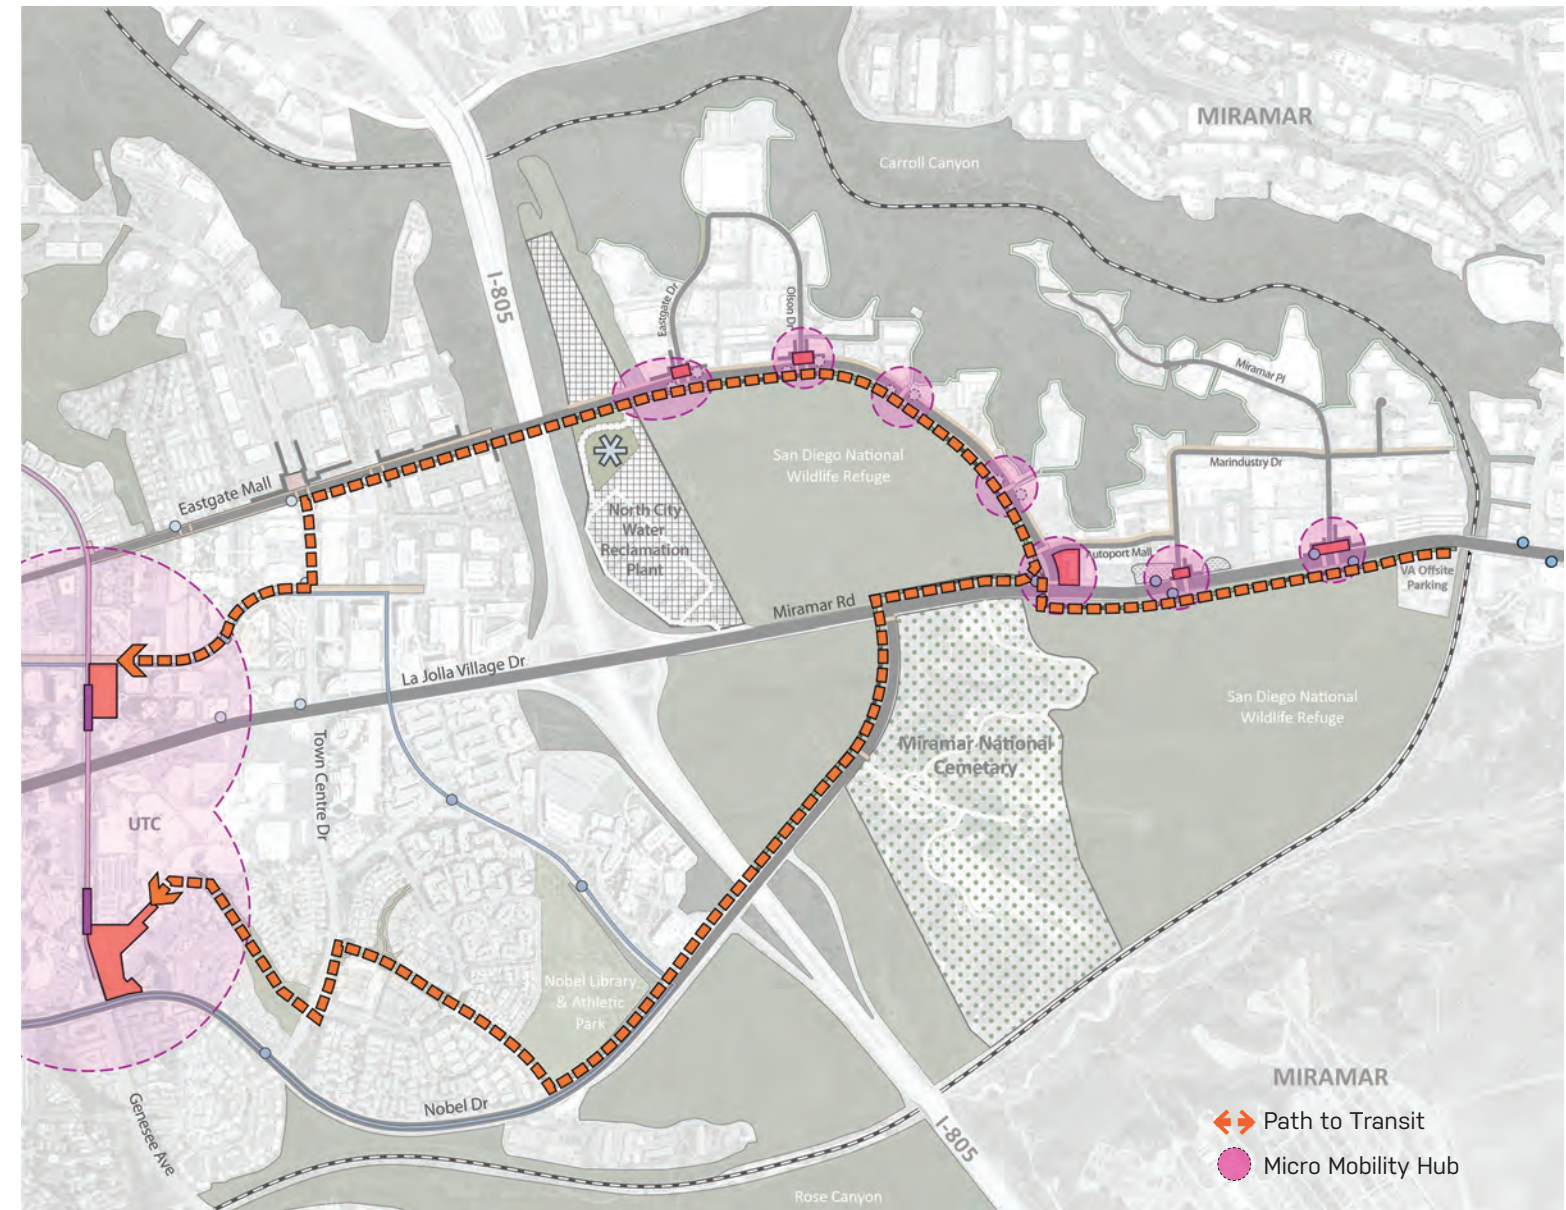 MIRAMAR
Carroll Canyon
I-805
Eastgate Dr
Olson Dr
Miramar Pl
San Diego National
Wildlife Refuge
Marindustry Dr
Eastgate Mall
North City
Water
Reclamation
Plant
Autoport Mall
VA Offsite
Parking
Miramar Rd
La Jolla Village Dr
San Diego National
Wildlife Refuge
Town Centre Dr
Miramar National
Cemetary
UTC
Nobel Library
& Athletic
Park
MIRAMAR
Nobel Dr
Genesee Ave
I-805
Path to Transit
Micro Mobility Hub
Rose Canyon